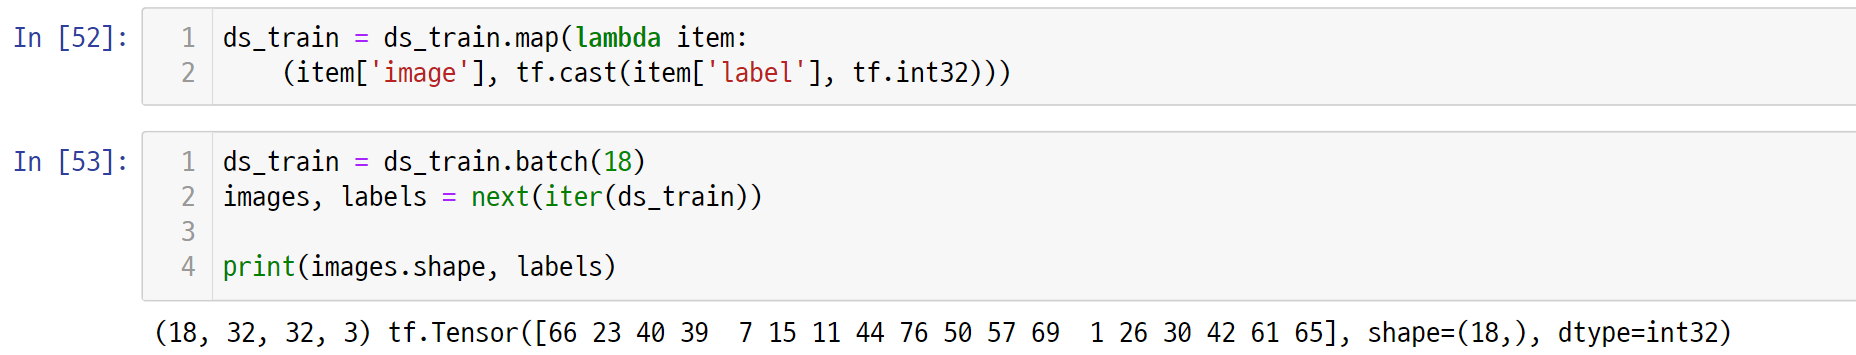 In [52]:
1 ds_train = ds_train.map(lambda item:
2     (item['image'], tf.cast(item['label'], tf.int32)))
In [53]:
1 ds_train = ds_train.batch(18)
2 images, labels = next(iter(ds_train))
3
4 print(images.shape, labels)
(18, 32, 32, 3) tf.Tensor([66 23 40 39  7 15 11 44 76 50 57 69  1 26 30 42 61 65], shape=(18,), dtype=int32)